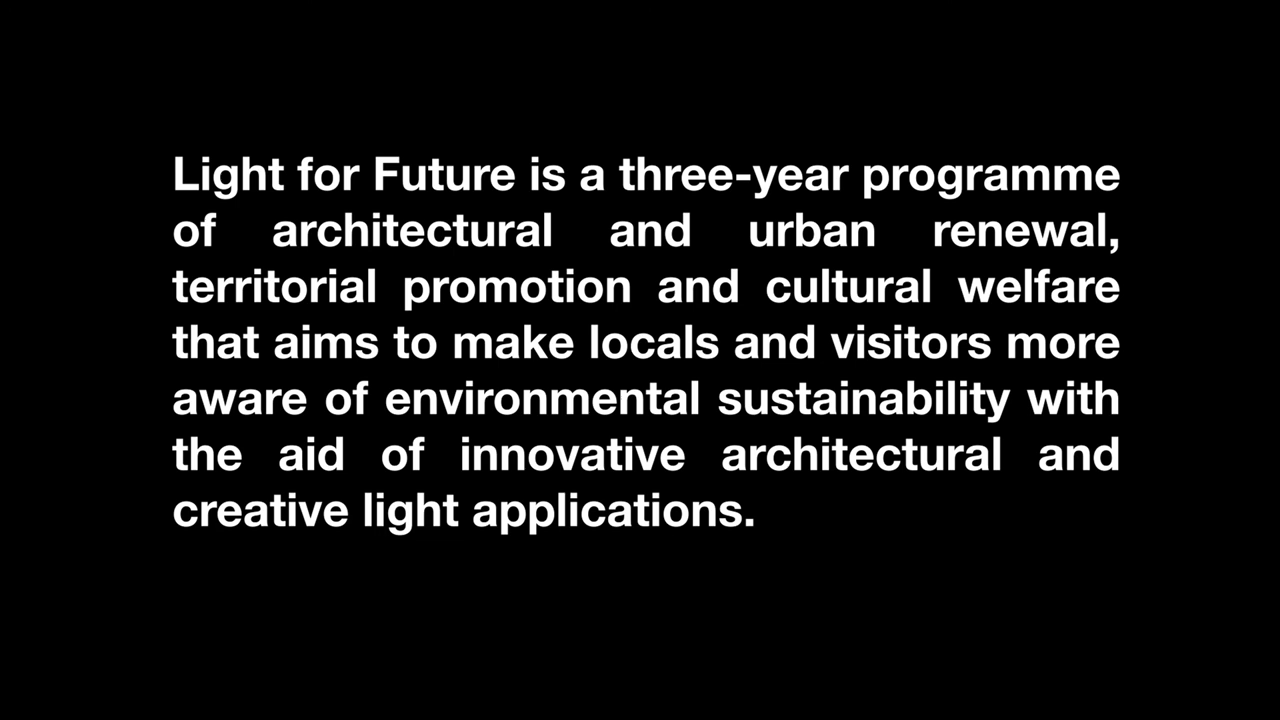 Light for Future is a three-year programme
of architectural and urban renewal,
territorial promotion and cultural welfare
that aims to make locals and visitors more
aware of environmental sustainability with
the aid of innovative architectural and
creative light applications.